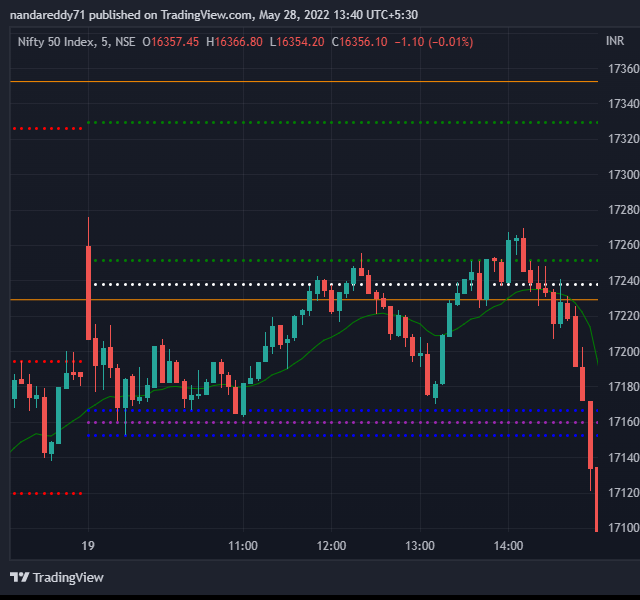 nandareddy71 published on TradingView.com, May 28, 2022 13:40 UTC+5:30
Nifty 50 Index, 5, NSE O16357.45 H16366.80 L16354.20 C16356.10 −1.10 (−0.01%)
INR
17360
17340
17320
17300
17280
17260
17240
17220
17200
17180
17160
17140
17120
17100
19 11:00 12:00 13:00 14:00
TradingView